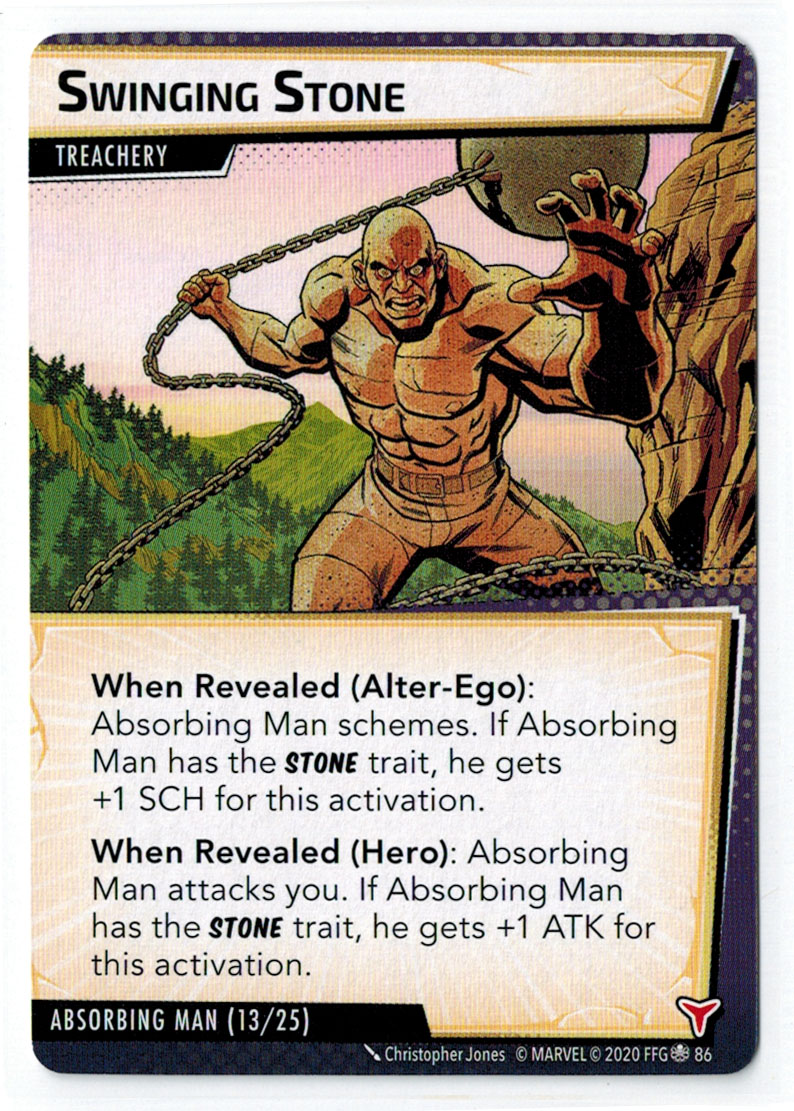 SWINGING STONE
TREACHERY
When Revealed (Alter-Ego):
Absorbing Man schemes. If Absorbing
Man has the STONE trait, he gets
+1 SCH for this activation.
When Revealed (Hero): Absorbing
Man attacks you. If Absorbing Man
has the STONE trait, he gets +1 ATK for
this activation.
ABSORBING MAN (13/25)
Christopher Jones © MARVEL © 2020 FFG 86